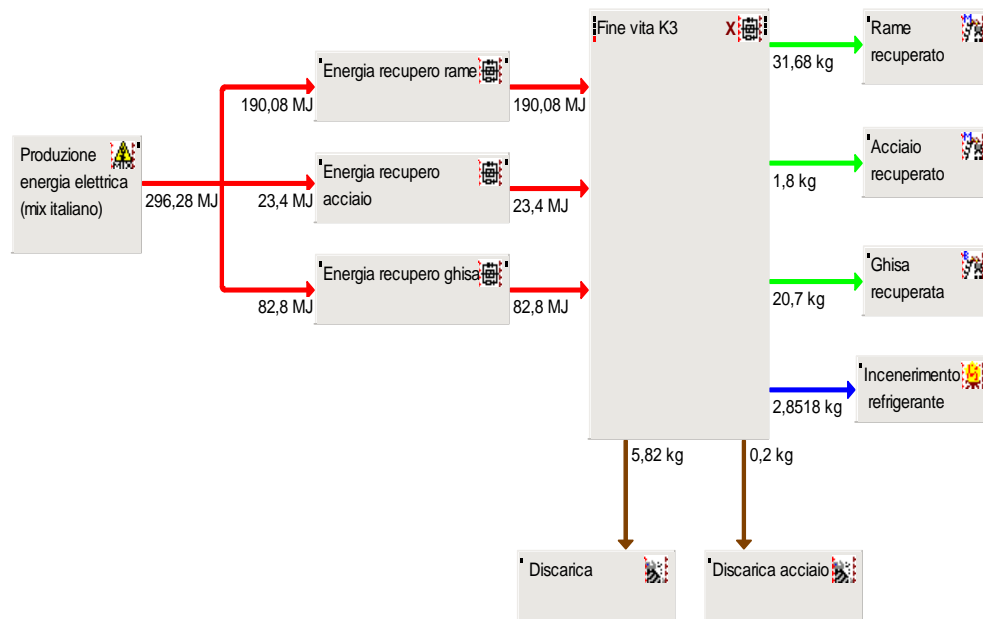 Fine vita K3
X
Rame
recuperato
31,68 kg
Energia recupero rame
190,08 MJ
190,08 MJ
Produzione
energia elettrica
(mix italiano)
MIX
296,28 MJ
Energia recupero
acciaio
23,4 MJ
23,4 MJ
Acciaio
recuperato
1,8 kg
Energia recupero ghisa
82,8 MJ
82,8 MJ
Ghisa
recuperata
20,7 kg
Incenerimento
refrigerante
2,8518 kg
5,82 kg
0,2 kg
Discarica
Discarica acciaio